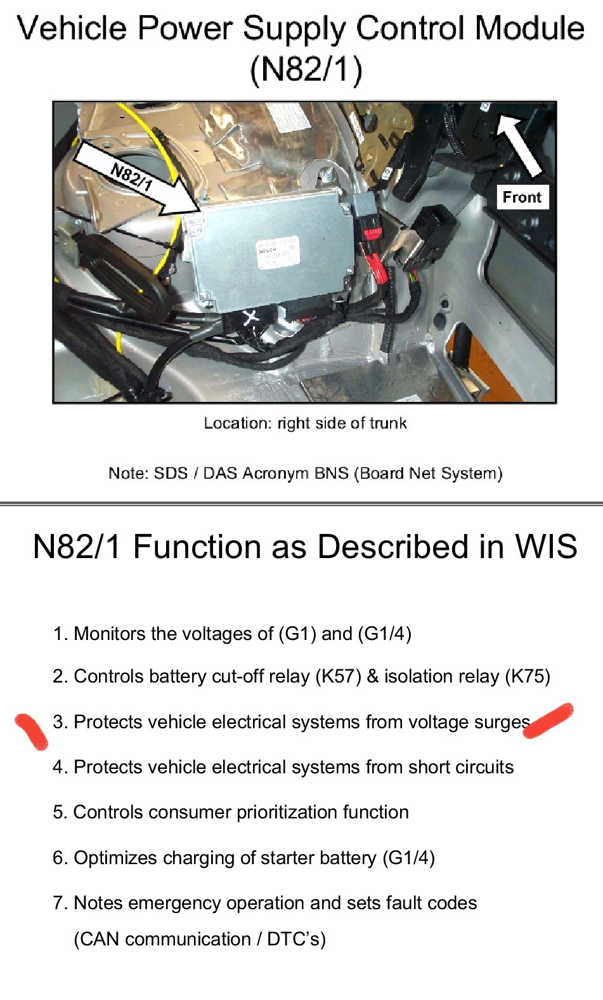 Vehicle Power Supply Control Module
(N82/1)
N82/1
Front
BOSCH
X
Location: right side of trunk
Note: SDS / DAS Acronym BNS (Board Net System)
N82/1 Function as Described in WIS
1. Monitors the voltages of (G1) and (G1/4)
2. Controls battery cut-off relay (K57) & isolation relay (K75)
3. Protects vehicle electrical systems from voltage surges
4. Protects vehicle electrical systems from short circuits
5. Controls consumer prioritization function
6. Optimizes charging of starter battery (G1/4)
7. Notes emergency operation and sets fault codes
(CAN communication / DTC’s)